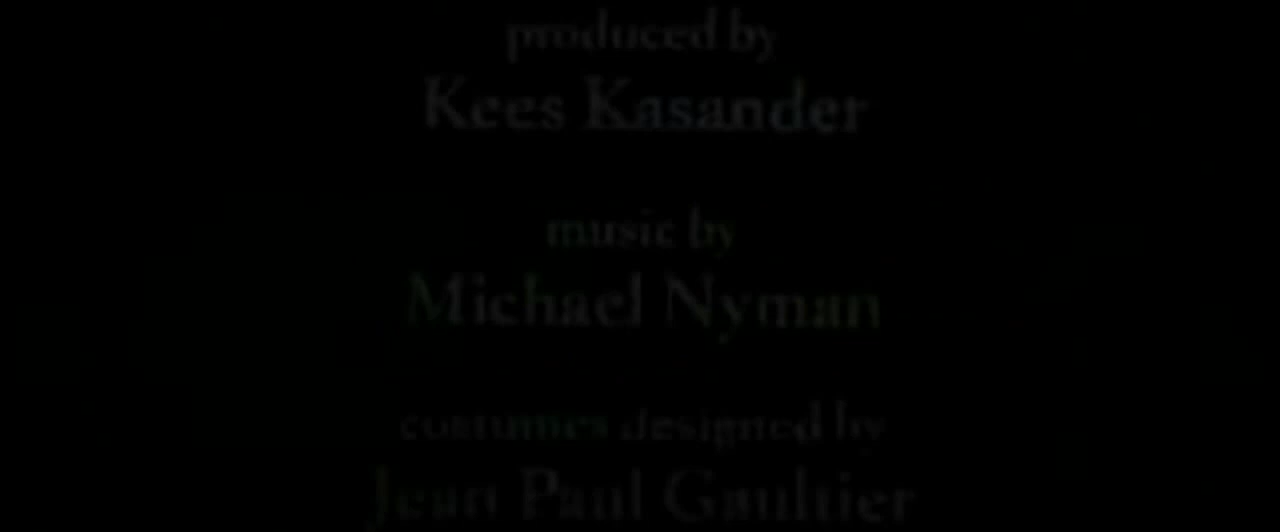 produced by
Kees Kasander
music by
Michael Nyman
costumes designed by
Jean Paul Gaultier